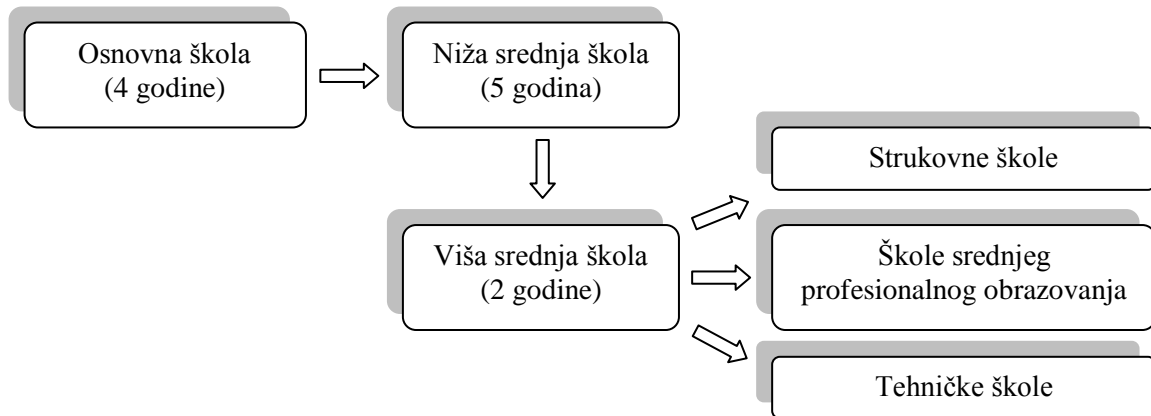 Osnovna škola
(4 godine)
Niža srednja škola
(5 godina)
Viša srednja škola
(2 godine)
Strukovne škole
Škole srednjeg
profesionalnog obrazovanja
Tehničke škole